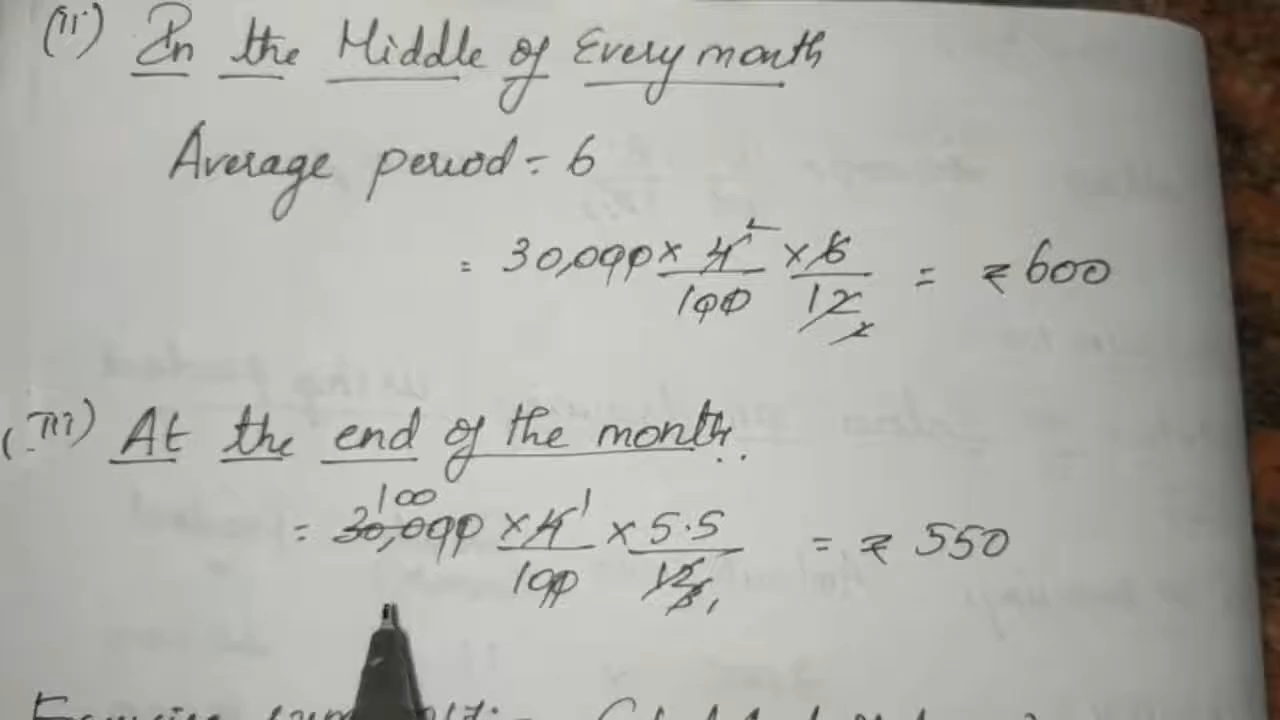 (ii) In the Middle of Every month
Average period = 6
= 30,000 × 4/100 × 6/12 = ₹ 600
(iii) At the end of the month:
= 30,000 × 4/100 × 5.5/12 = ₹ 550